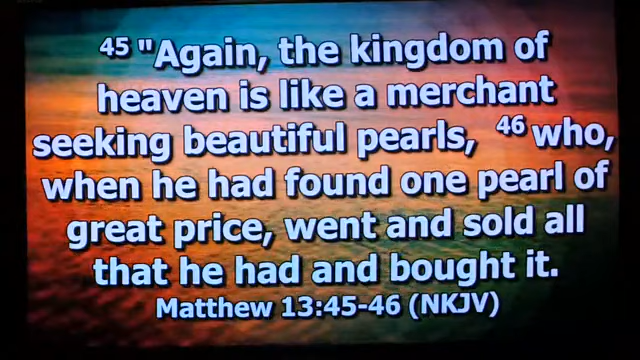 45 "Again, the kingdom of
heaven is like a merchant
seeking beautiful pearls, 46 who,
when he had found one pearl of
great price, went and sold all
that he had and bought it.
Matthew 13:45-46 (NKJV)